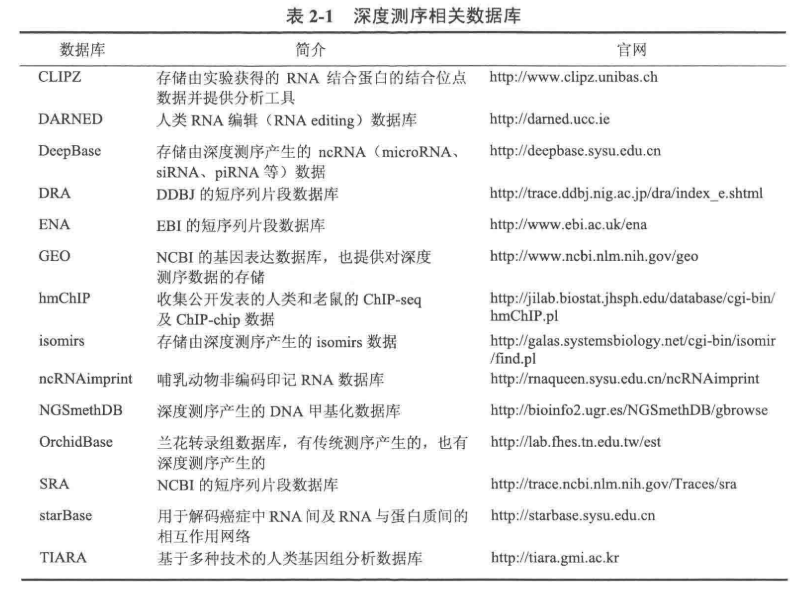 表 2-1 深度测序相关数据库
数据库 简介 官网
CLIPZ 存储由实验获得的 RNA 结合蛋白的结合位点 http://www.clipz.unibas.ch
数据并提供分析工具
DARNED 人类 RNA 编辑（RNA editing）数据库 http://darned.ucc.ie
DeepBase 存储由深度测序产生的 ncRNA（microRNA、 http://deepbase.sysu.edu.cn
siRNA、piRNA 等）数据
DRA DDBJ 的短序列片段数据库 http://trace.ddbj.nig.ac.jp/dra/index_e.shtml
ENA EBI 的短序列片段数据库 http://www.ebi.ac.uk/ena
GEO NCBI 的基因表达数据库，也提供对深度 http://www.ncbi.nlm.nih.gov/geo
测序数据的存储
hmChIP 收集公开发表的人类和老鼠的 ChIP-seq http://jilab.biostat.jhsph.edu/database/cgi-bin/
及 ChIP-chip 数据 hmChIP.pl
isomirs 存储由深度测序产生的 isomirs 数据 http://galas.systemsbiology.net/cgi-bin/isomir
/find.pl
ncRNAimprint 哺乳动物非编码印记 RNA 数据库 http://rnaqueen.sysu.edu.cn/ncRNAimprint
NGSmethDB 深度测序产生的 DNA 甲基化数据库 http://bioinfo2.ugr.es/NGSmethDB/gbrowse
OrchidBase 兰花转录组数据库，有传统测序产生的，也有 http://lab.fhes.tn.edu.tw/est
深度测序产生的
SRA NCBI 的短序列片段数据库 http://trace.ncbi.nlm.nih.gov/Traces/sra
starBase 用于解码癌症中 RNA 间及 RNA 与蛋白质间的 http://starbase.sysu.edu.cn
相互作用网络
TIARA 基于多种技术的人类基因组分析数据库 http://tiara.gmi.ac.kr